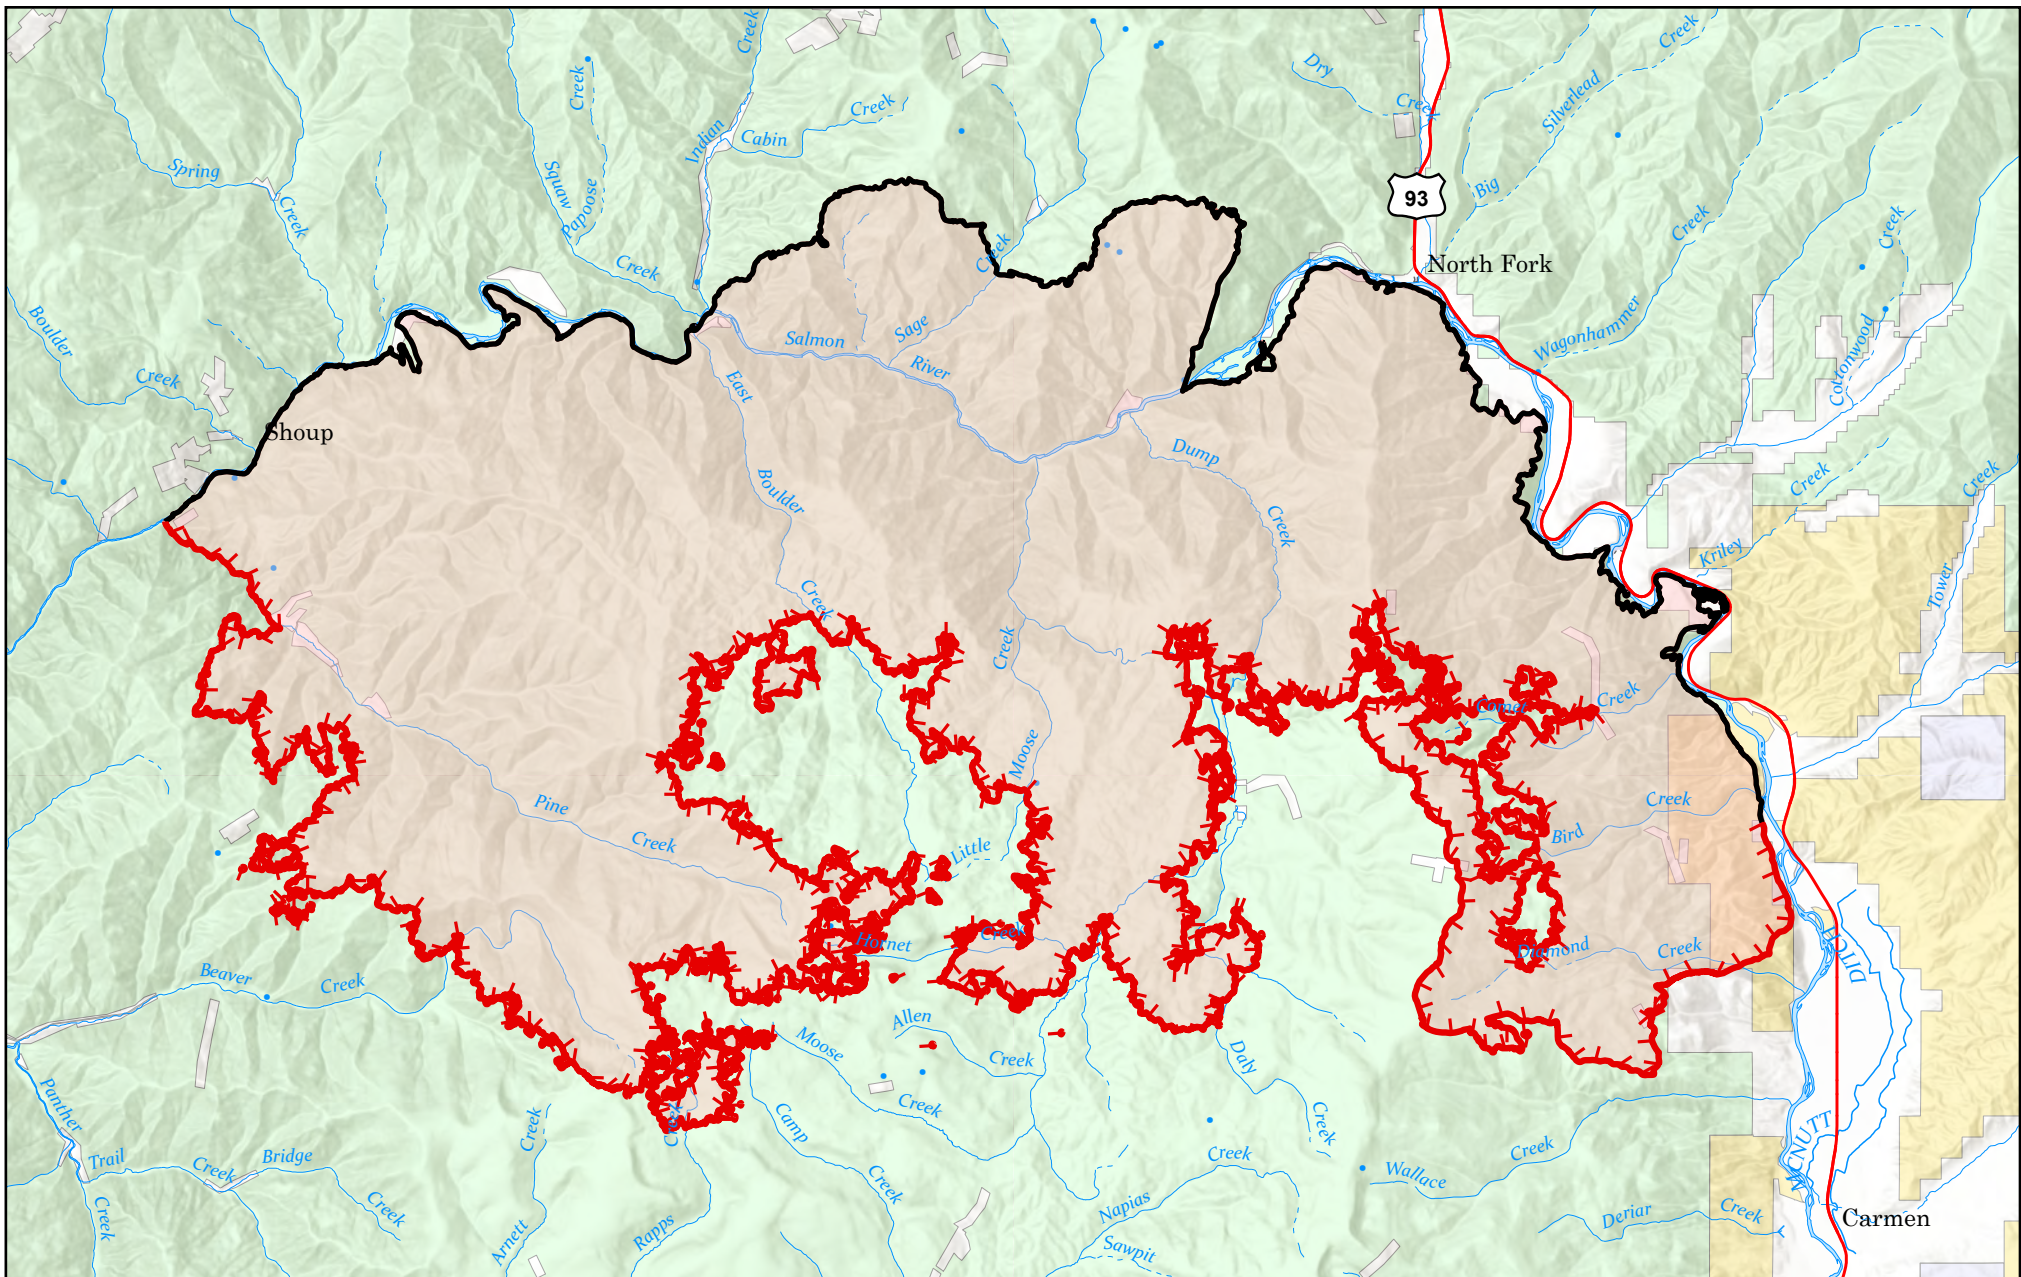 Creek
Creek
Dry
Creek
Creek
Cabin
Creek
Silverlead
Indian
Spring
Squaw
Papoose
Big
93
Creek
Creek
Creek
Creek
Creek
North Fork
Boulder
Salmon
Sage
River
Wagonhammer
Cottonwood
Creek
East
Shoup
Dump
Boulder
Creek
Creek
Creek
Kriley
Tower
Creek
Creek
Creek
Comet
Moose
Pine
Creek
Creek
Bird
Little
Hornet
Creek
Diamond
Creek
DITCH
Beaver
Creek
Allen
Moose
Creek
Daly
Panther
Creek
Creek
Creek
Camp
Creek
MCNUTT
Trail
Creek
Bridge
Creek
Creek
Creek
Wallace
Creek
Creek
Arnett
Rapps
Napias
Sawpit
Deriar
Creek
Carmen